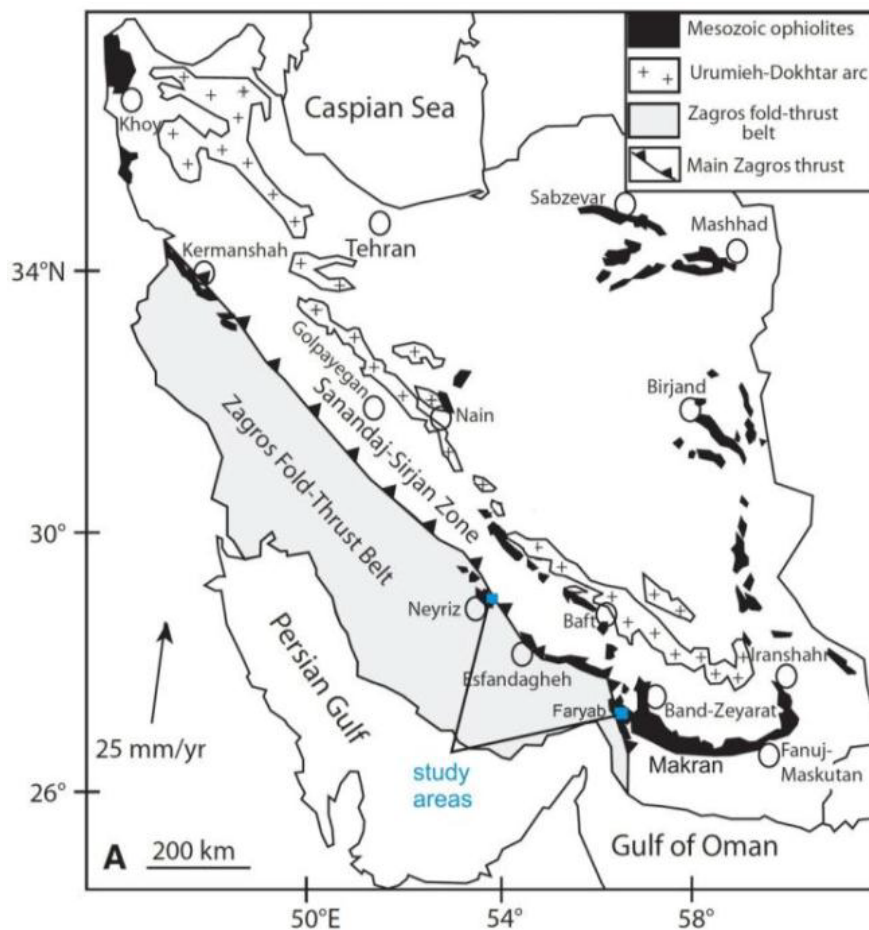 Mesozoic ophiolites
Urumieh-Dokhtar arc
Zagros fold-thrust
belt
Main Zagros thrust
Caspian Sea
Khoy
Sabzevar
Mashhad
Tehran
Kermanshah
34°N
Golpayegan
Sanandaj-Sirjan Zone
Birjand
Nain
Zagros Fold-Thrust Belt
30°
Neyriz
Baft
Iranshahr
Esfandagheh
Persian Gulf
Faryab
Band-Zeyarat
25 mm/yr
Makran
Fanuj-
Maskutan
study
areas
26°
A
200 km
Gulf of Oman
50°E
54°
58°